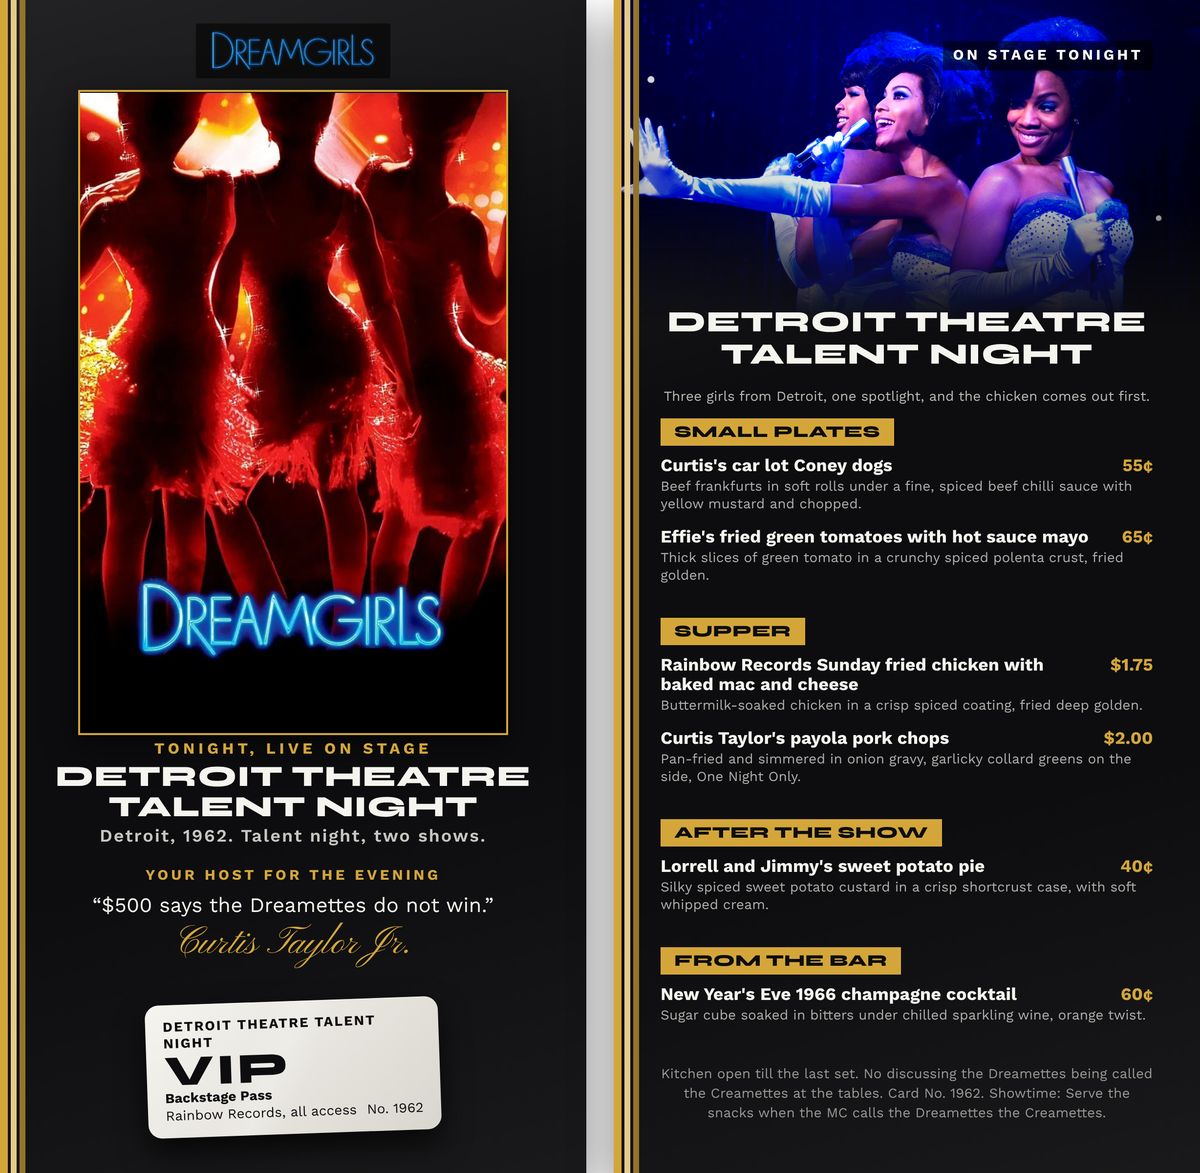 DREAMGIRLS
DREAMGIRLS
TONIGHT, LIVE ON STAGE
DETROIT THEATRE
TALENT NIGHT
Detroit, 1962. Talent night, two shows.
YOUR HOST FOR THE EVENING
“$500 says the Dreamettes do not win.”
Curtis Taylor Jr.
DETROIT THEATRE TALENT
NIGHT
VIP
Backstage Pass
Rainbow Records, all access No. 1962
ON STAGE TONIGHT
DETROIT THEATRE
TALENT NIGHT
Three girls from Detroit, one spotlight, and the chicken comes out first.
SMALL PLATES
Curtis's car lot Coney dogs 55¢
Beef frankfurts in soft rolls under a fine, spiced beef chilli sauce with
yellow mustard and chopped.
Effie's fried green tomatoes with hot sauce mayo 65¢
Thick slices of green tomato in a crunchy spiced polenta crust, fried
golden.
SUPPER
Rainbow Records Sunday fried chicken with $1.75
baked mac and cheese
Buttermilk-soaked chicken in a crisp spiced coating, fried deep golden.
Curtis Taylor's payola pork chops $2.00
Pan-fried and simmered in onion gravy, garlicky collard greens on the
side, One Night Only.
AFTER THE SHOW
Lorrell and Jimmy's sweet potato pie 40¢
Silky spiced sweet potato custard in a crisp shortcrust case, with soft
whipped cream.
FROM THE BAR
New Year's Eve 1966 champagne cocktail 60¢
Sugar cube soaked in bitters under chilled sparkling wine, orange twist.
Kitchen open till the last set. No discussing the Dreamettes being called
the Creamettes at the tables. Card No. 1962. Showtime: Serve the
snacks when the MC calls the Dreamettes the Creamettes.